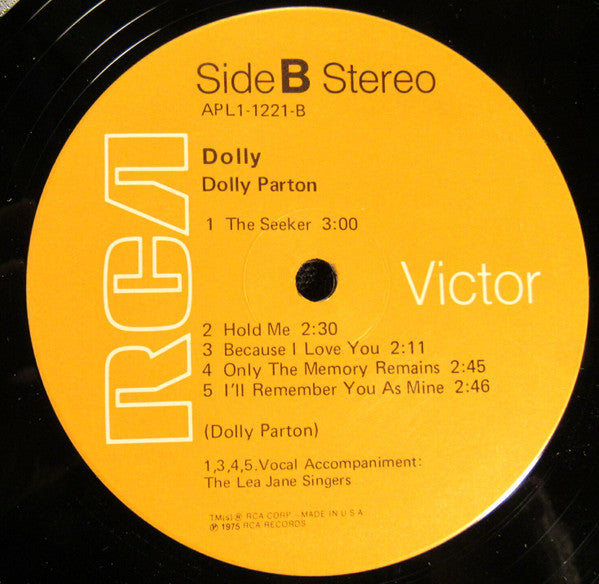 Side B Stereo
APL1-1221-B
Dolly
Dolly Parton
1 The Seeker 3:00
RCA
Victor
2 Hold Me 2:30
3 Because I Love You 2:11
4 Only The Memory Remains 2:45
5 I'll Remember You As Mine 2:46
(Dolly Parton)
1,3,4,5.Vocal Accompaniment:
The Lea Jane Singers
TM(s) ® RCA CORP.-MADE IN U.S.A.
℗ 1975 RCA RECORDS